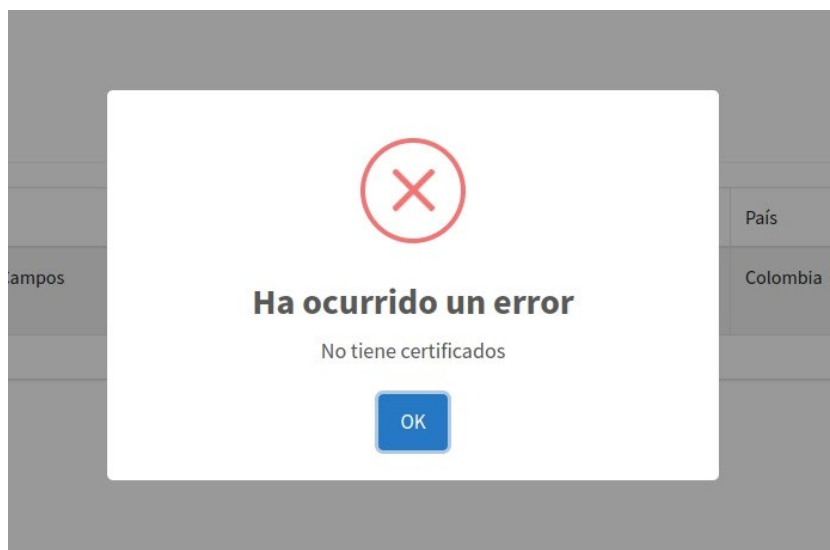 País
ampos
Colombia
Ha ocurrido un error
No tiene certificados
OK